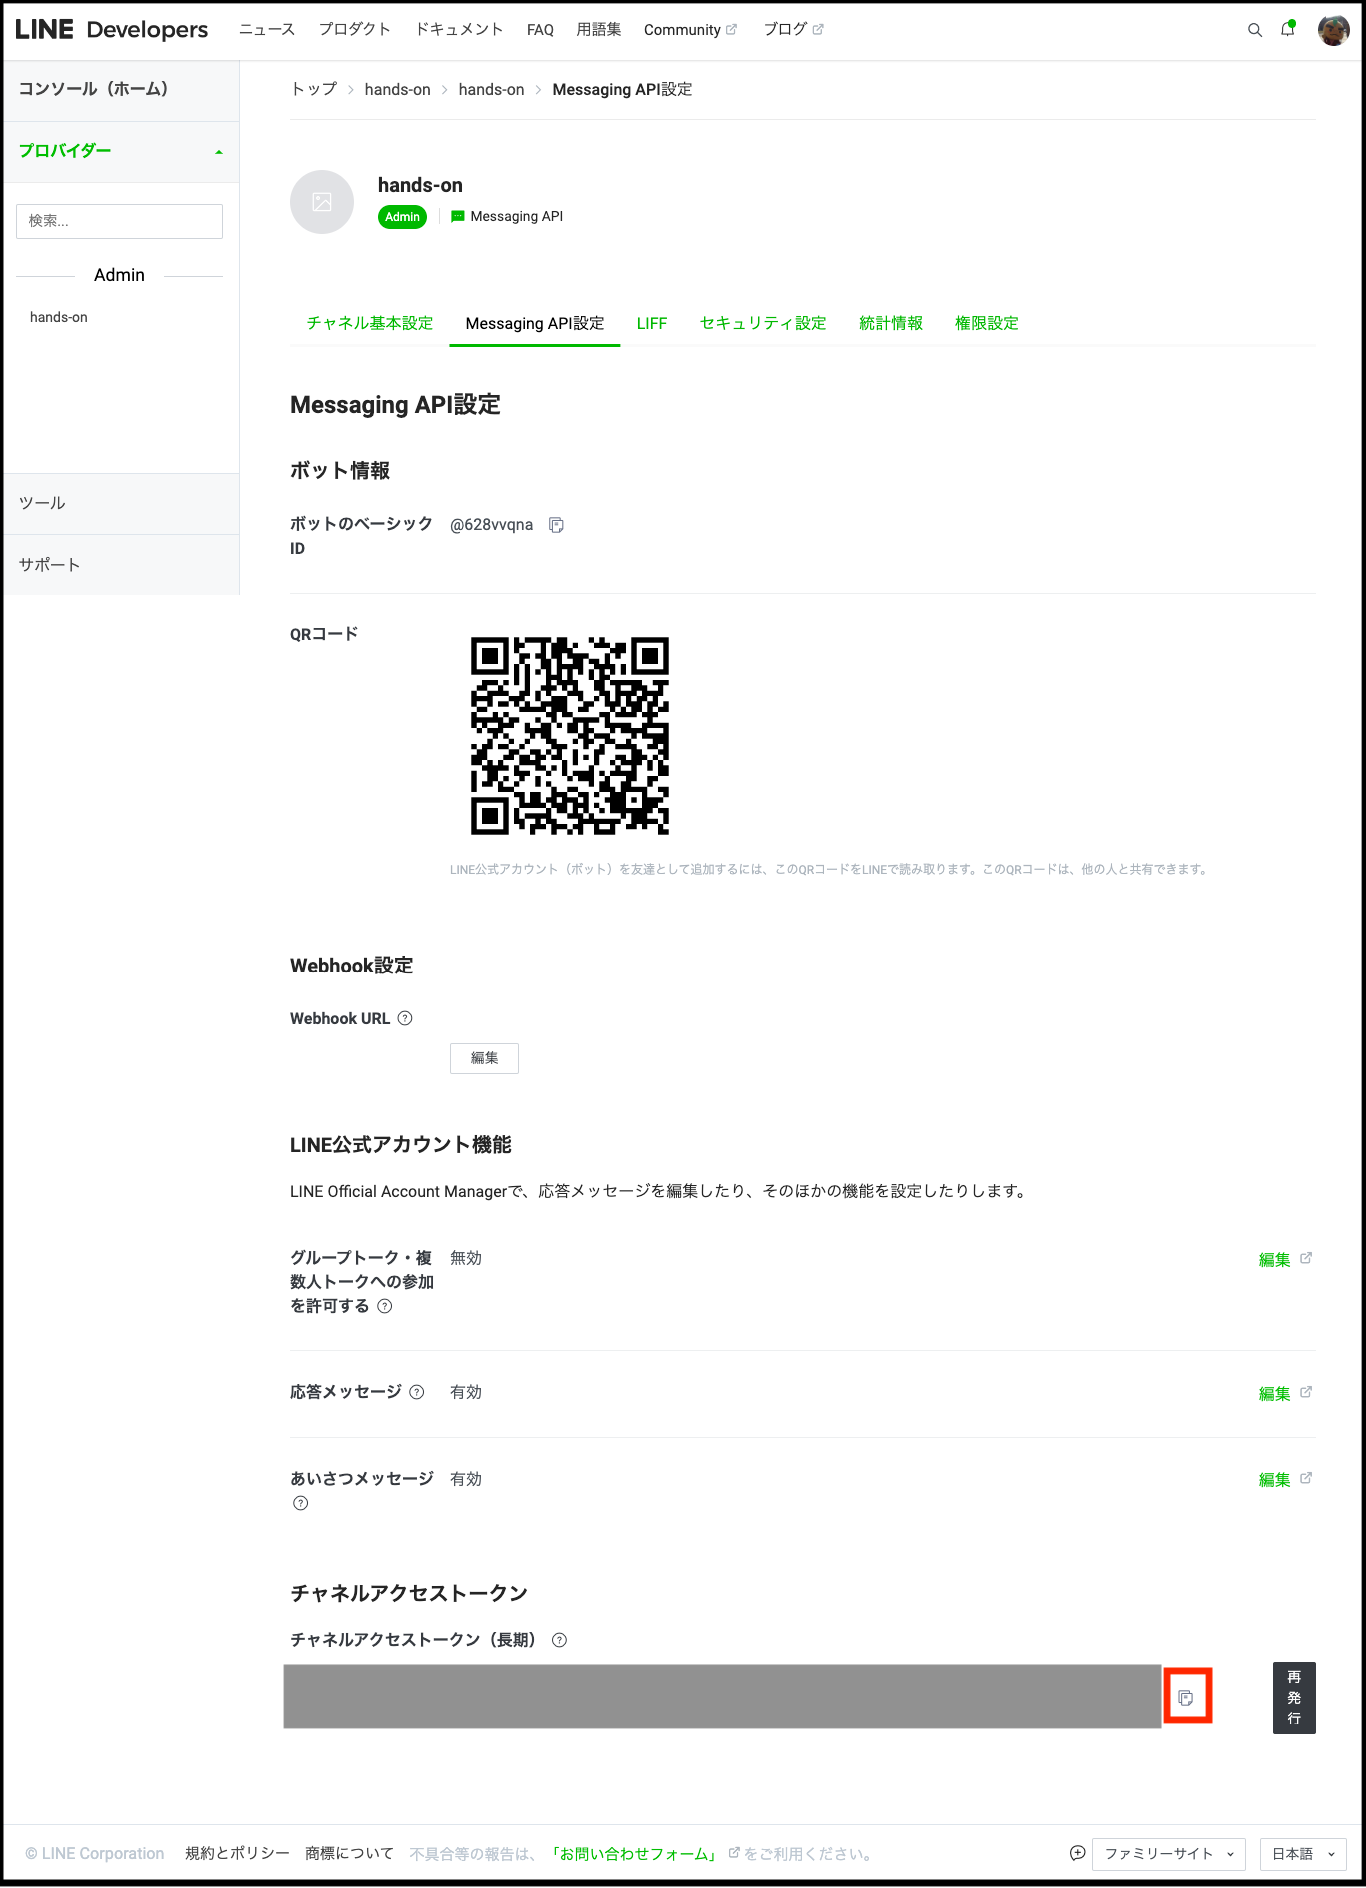 LINE Developers ニュース プロダクト ドキュメント FAQ 用語集 Community ブログ
コンソール（ホーム）
プロバイダー
検索...
Admin
hands-on
ツール
サポート
トップ hands-on hands-on Messaging API設定
hands-on
Admin Messaging API
チャネル基本設定 Messaging API設定 LIFF セキュリティ設定 統計情報 権限設定
Messaging API設定
ボット情報
ボットのベーシック @628vvqna
ID
QRコード
LINE公式アカウント（ボット）を友達として追加するには、このQRコードをLINEで読み取ります。このQRコードは、他の人と共有できます。
Webhook設定
Webhook URL
編集
LINE公式アカウント機能
LINE Official Account Managerで、応答メッセージを編集したり、そのほかの機能を設定したりします。
グループトーク・複 無効 編集
数人トークへの参加
を許可する
応答メッセージ 有効 編集
あいさつメッセージ 有効 編集
チャネルアクセストークン
チャネルアクセストークン（長期）
再
発
行
© LINE Corporation 規約とポリシー 商標について 不具合等の報告は、「お問い合わせフォーム」をご利用ください。 ファミリーサイト 日本語